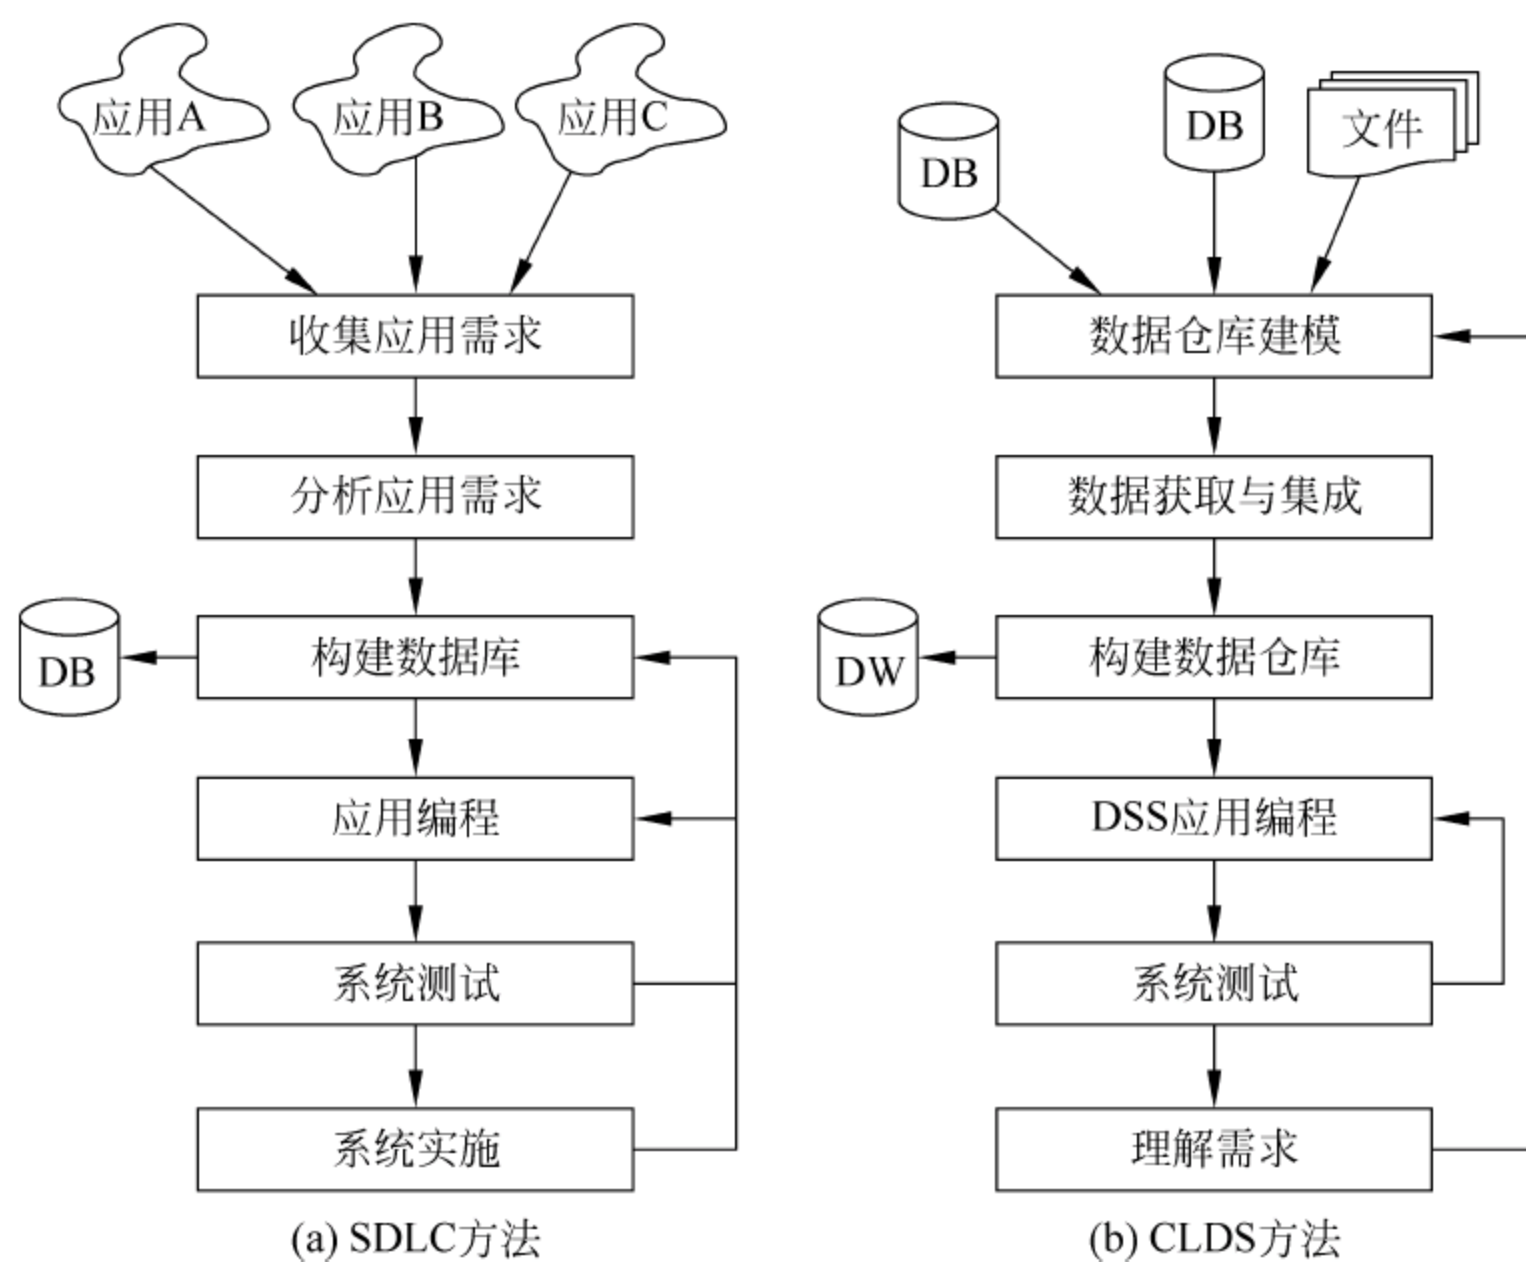 应用A
应用B
应用C
收集应用需求
分析应用需求
构建数据库
DB
应用编程
系统测试
系统实施
(a) SDLC方法
DB
DB
文件
数据仓库建模
数据获取与集成
构建数据仓库
DW
DSS应用编程
系统测试
理解需求
(b) CLDS方法